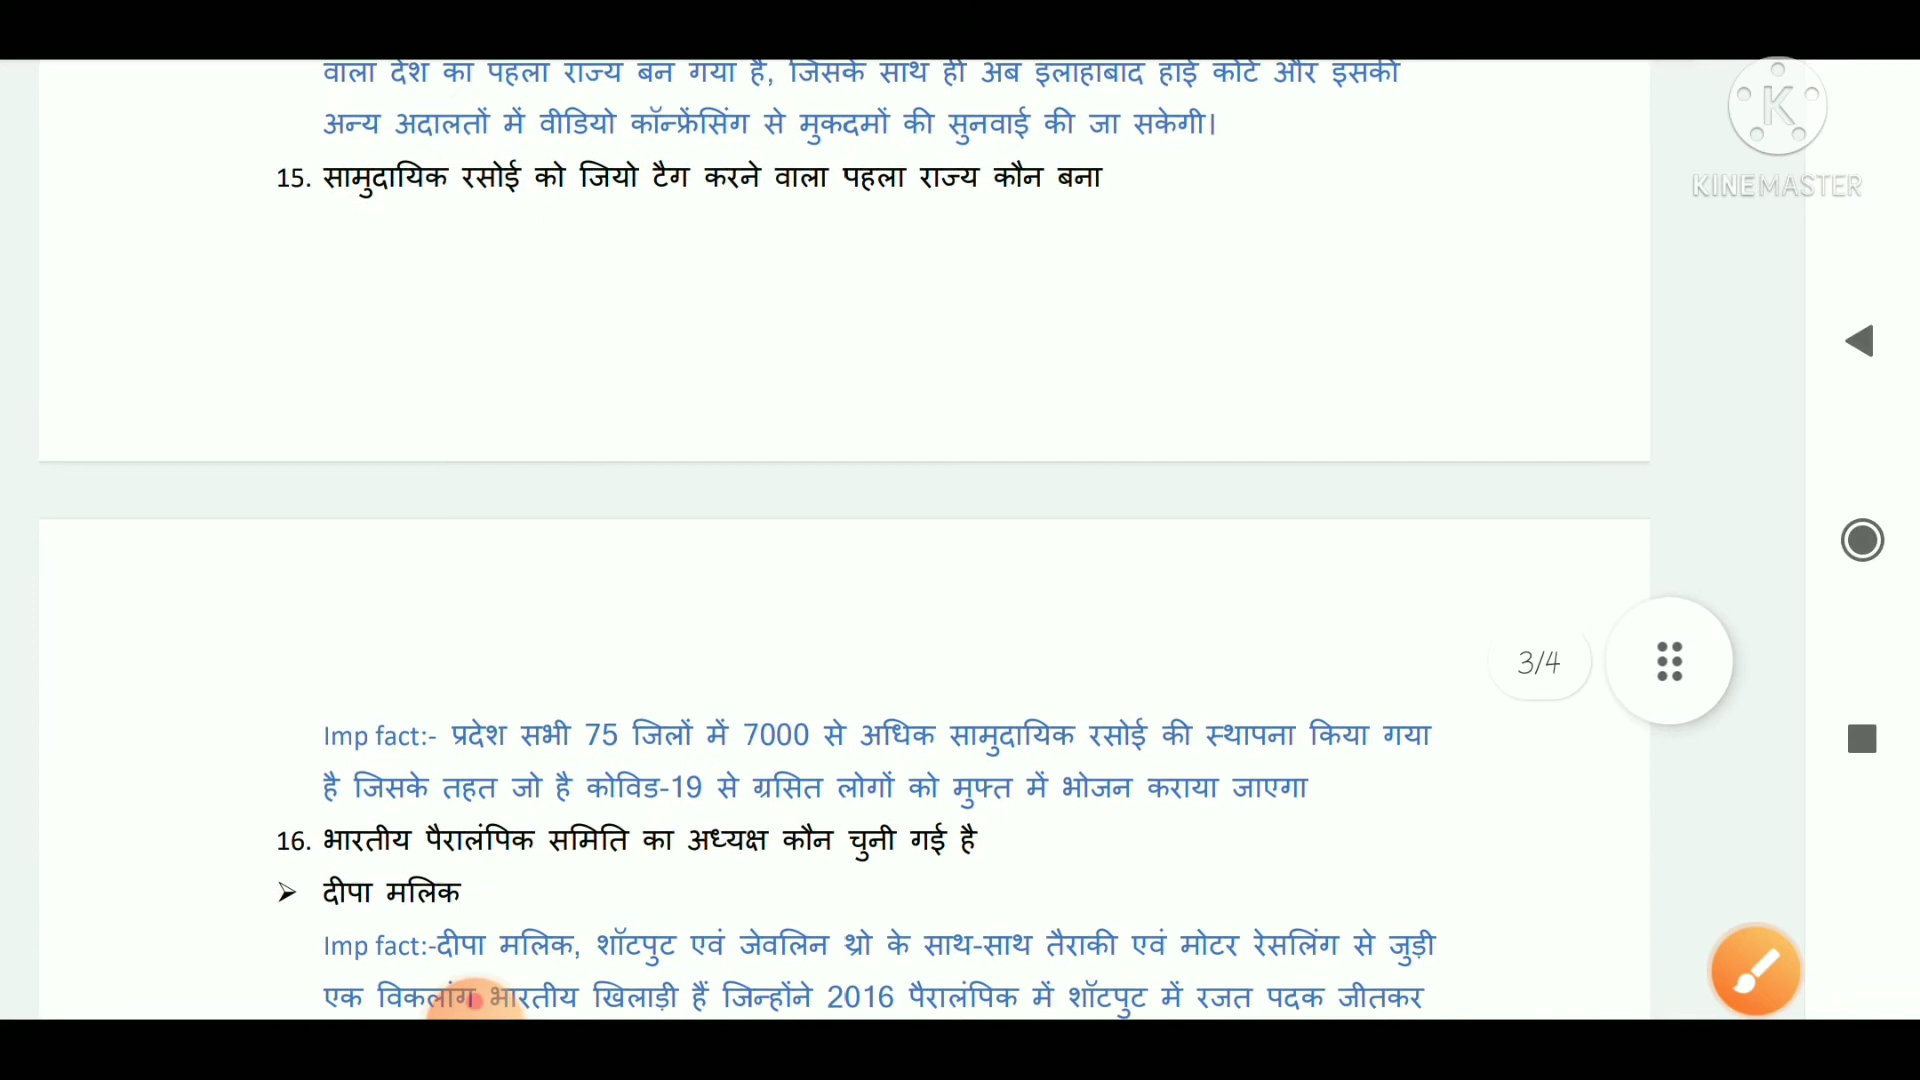 वाला देश का पहला राज्य बन गया है, जिसके साथ ही अब इलाहाबाद हाई कोर्ट और इसकी
अन्य अदालतों में वीडियो कॉन्फ्रेंसिंग से मुकदमों की सुनवाई की जा सकेगी।
K
KINEMASTER
15. सामुदायिक रसोई को जियो टैग करने वाला पहला राज्य कौन बना
3/4
Imp fact:- प्रदेश सभी 75 जिलों में 7000 से अधिक सामुदायिक रसोई की स्थापना किया गया
है जिसके तहत जो है कोविड-19 से ग्रसित लोगों को मुफ्त में भोजन कराया जाएगा
16. भारतीय पैरालंपिक समिति का अध्यक्ष कौन चुनी गई है
➢ दीपा मलिक
Imp fact:-दीपा मलिक, शॉटपुट एवं जेवलिन थ्रो के साथ-साथ तैराकी एवं मोटर रेसलिंग से जुड़ी
एक विकलांग भारतीय खिलाड़ी हैं जिन्होंने 2016 पैरालंपिक में शॉटपुट में रजत पदक जीतकर